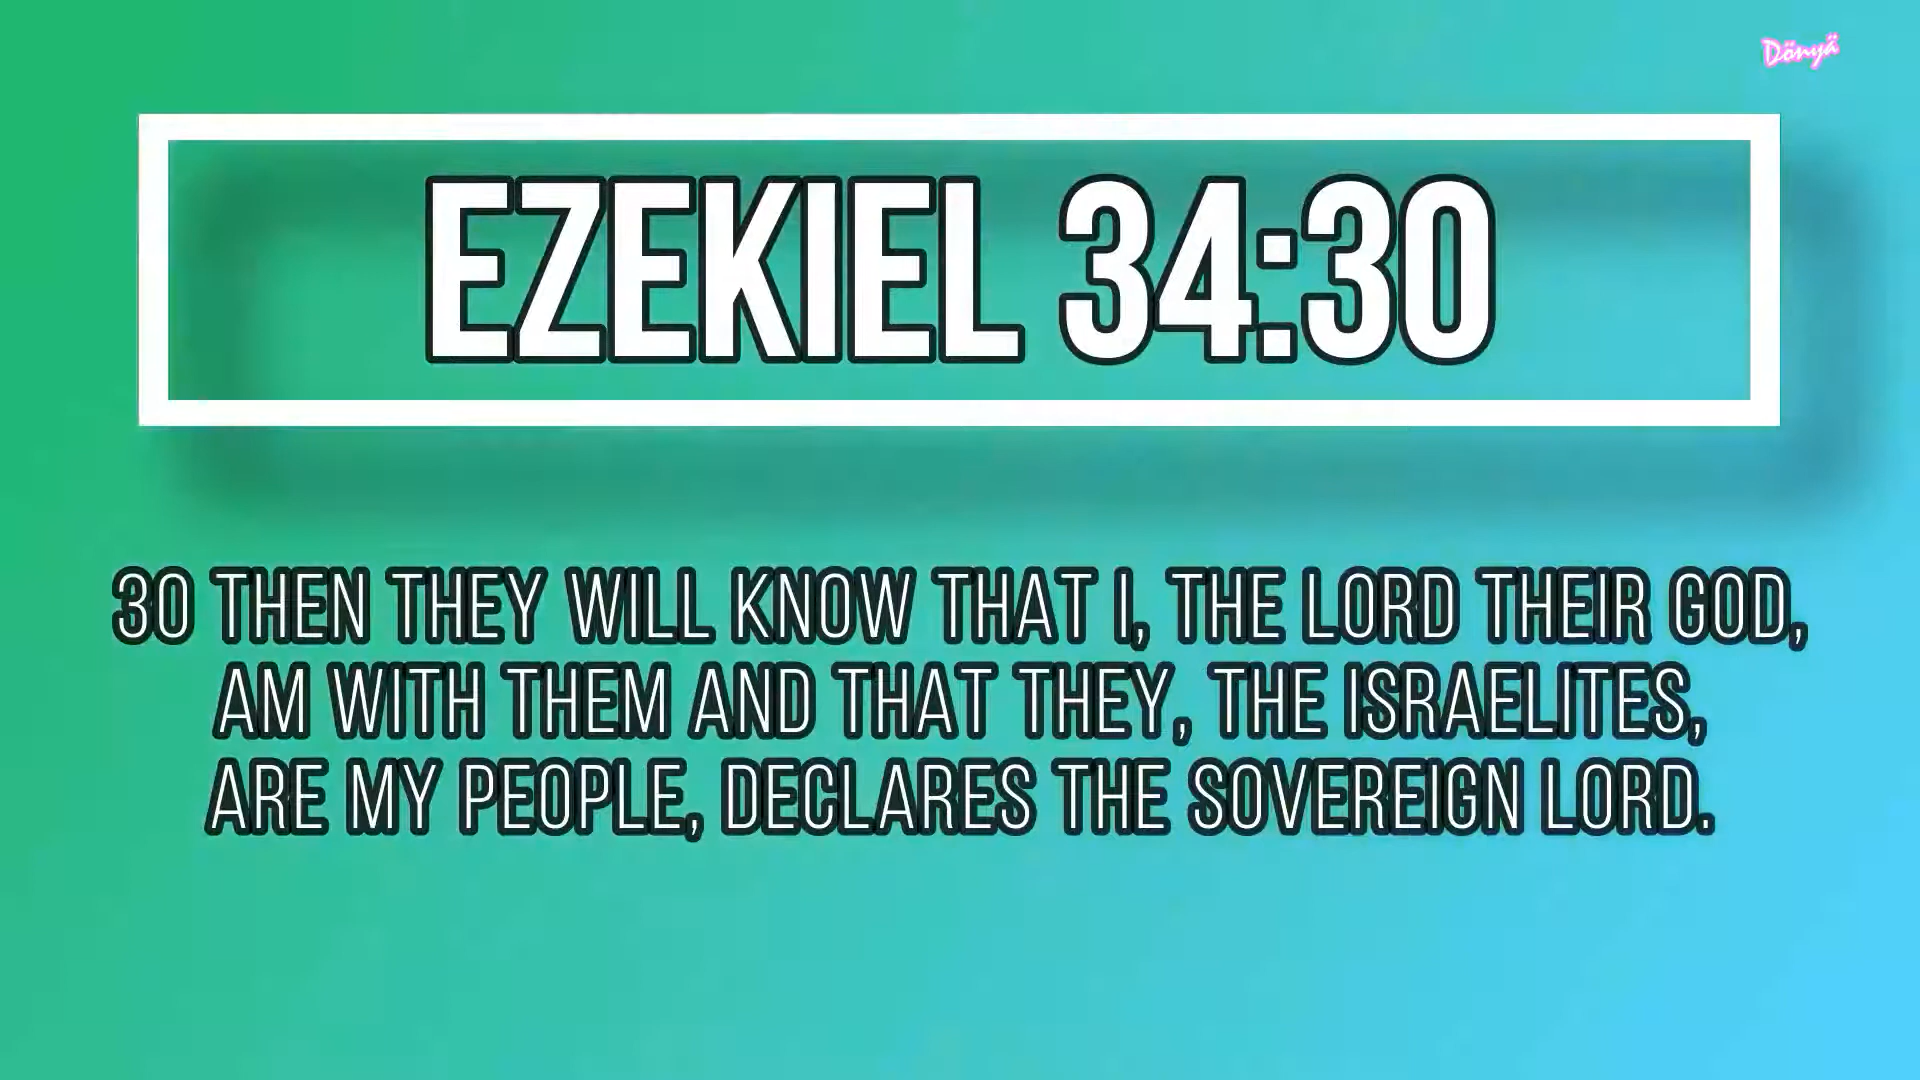 Dönyä
EZEKIEL 34:30
30 THEN THEY WILL KNOW THAT I, THE LORD THEIR GOD,
AM WITH THEM AND THAT THEY, THE ISRAELITES,
ARE MY PEOPLE, DECLARES THE SOVEREIGN LORD.